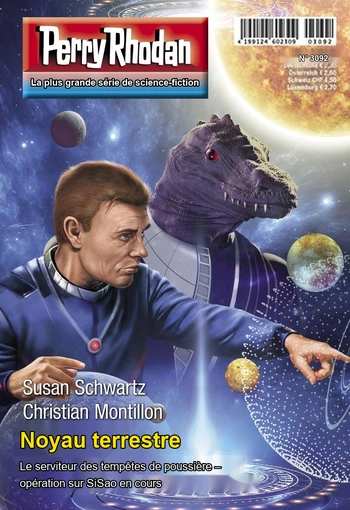 Perry Rhodan
La plus grande série de science-fiction
4 199124 602309
03092
N° 3092
Österreich € 2,60
Schweiz CHF 4,50
Luxemburg € 2,70
Susan Schwartz
Christian Montillon
Noyau terrestre
Le serviteur des tempêtes de poussière –
opération sur SiSao en cours